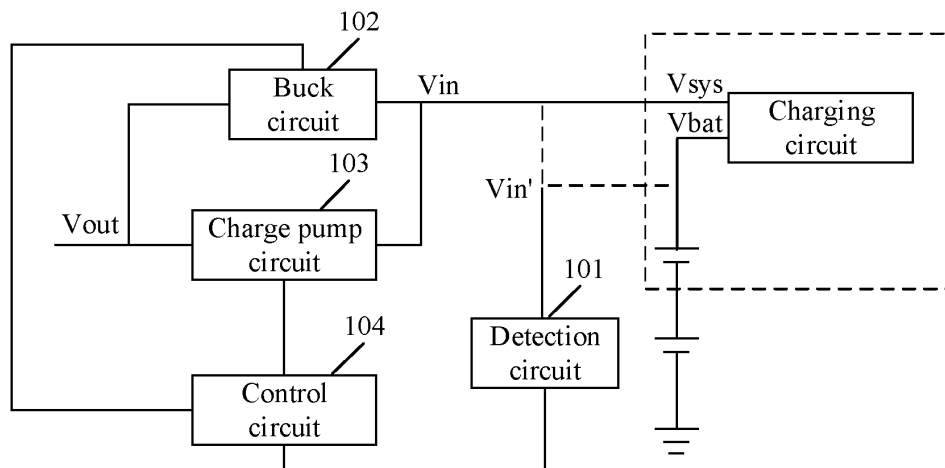 102
Buck
circuit
Vin
Vsys
Charging
circuit
Vbat
103
Vin'
Vout
Charge pump
circuit
101
104
Detection
circuit
Control
circuit